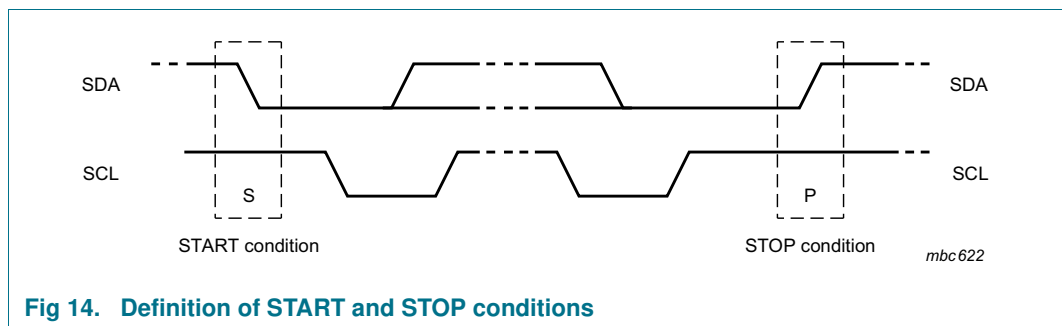 SDA
SDA
SCL
SCL
S
P
START condition
STOP condition
mbc622
Fig 14. Definition of START and STOP conditions